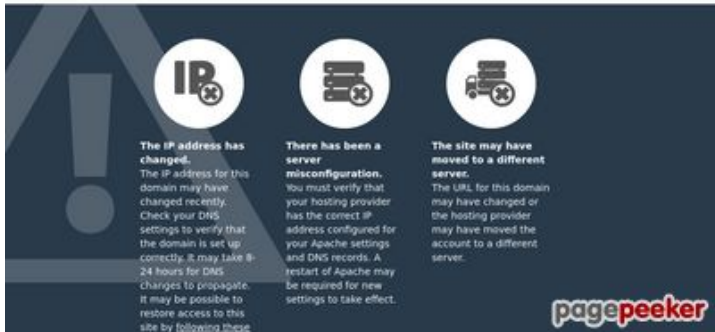 IP
The IP address has
changed.
The IP address for this
domain may have
changed recently.
Check your DNS
settings to verify that
the domain is set up
correctly. It may take 8-
24 hours for DNS
changes to propagate.
It may be possible to
restore access to this
site by following these
There has been a
server
misconfiguration.
You must verify that
your hosting provider
has the correct IP
address configured for
your Apache settings
and DNS records. A
restart of Apache may
be required for new
settings to take effect.
The site may have
moved to a different
server.
The URL for this domain
may have changed or
the hosting provider
may have moved the
account to a different
server.
pagepeeker